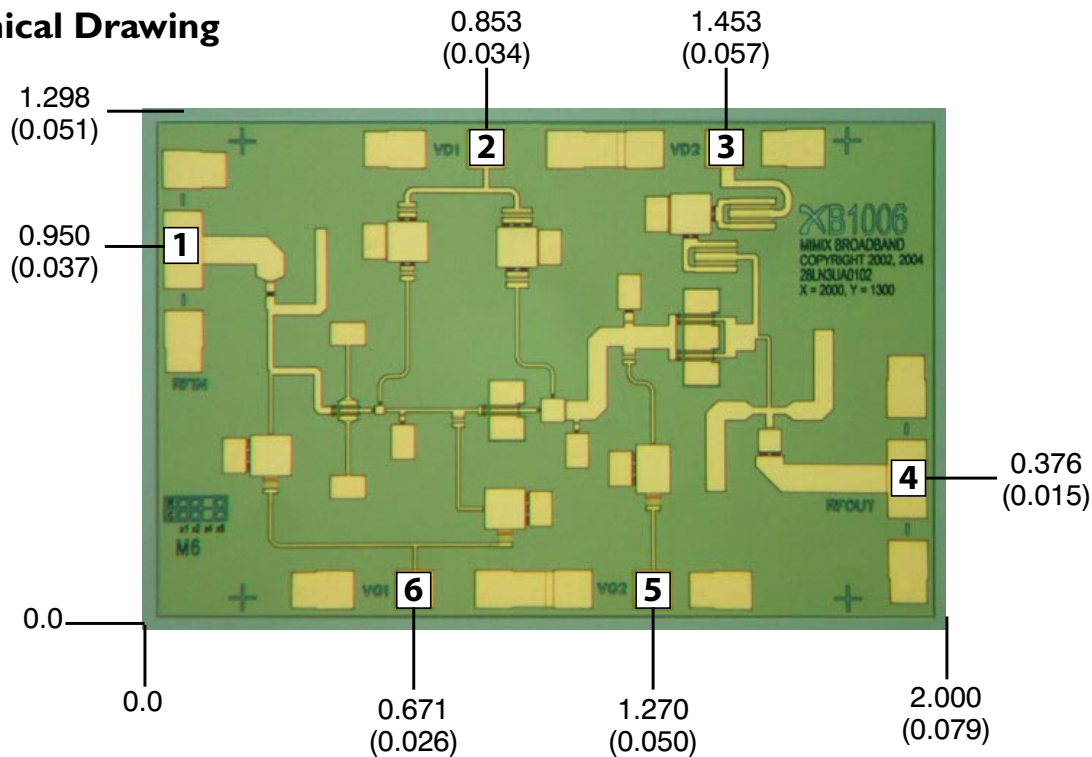 nical Drawing
0.853
(0.034)
1.453
(0.057)
1.298
(0.051)
VD1 2
VD2 3
XB1006
MIMIX BROADBAND
COPYRIGHT 2002, 2004
28LN3UA0102
X = 2000, Y = 1300
0.950
(0.037)
1
RFIN
4
0.376
(0.015)
RFOUT
M6
VG1 6
VG2 5
0.0
0.0
0.671
(0.026)
1.270
(0.050)
2.000
(0.079)